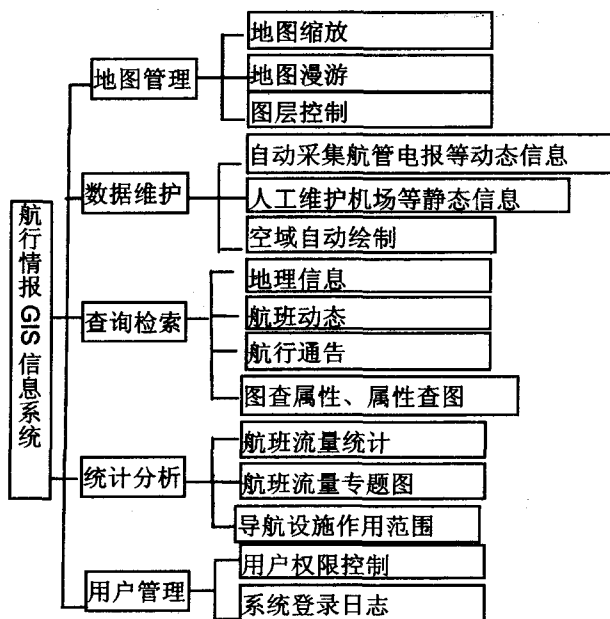 航行情报 GIS 信息系统
地图管理
地图缩放
地图漫游
图层控制
数据维护
自动采集航管电报等动态信息
人工维护机场等静态信息
空域自动绘制
查询检索
地理信息
航班动态
航行通告
图查属性、属性查图
统计分析
航班流量统计
航班流量专题图
导航设施作用范围
用户管理
用户权限控制
系统登录日志